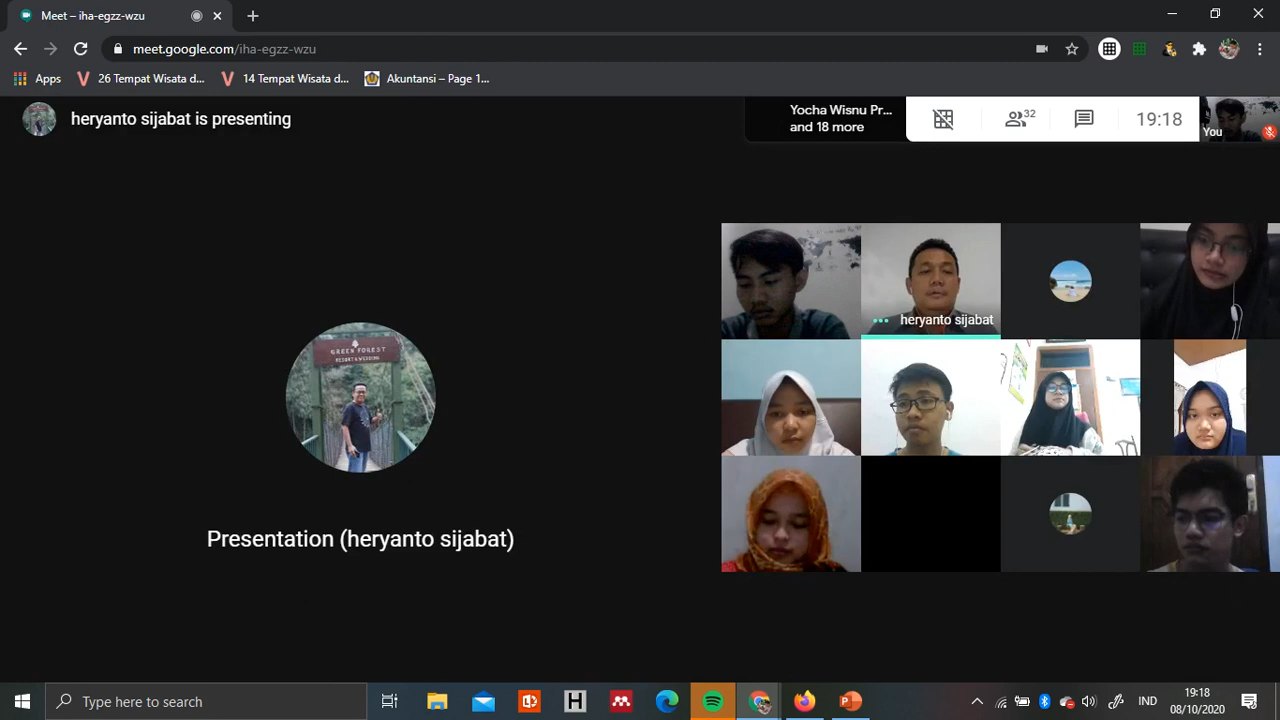 Meet – iha-egzz-wzu
meet.google.com/iha-egzz-wzu
Apps
26 Tempat Wisata d...
14 Tempat Wisata d...
Akuntansi – Page 1...
heryanto sijabat is presenting
Yocha Wisnu Pr...
and 18 more
32
19:18
You
GREEN FOREST
RESORT & WEDDING
heryanto sijabat
Presentation (heryanto sijabat)
Type here to search
IND
19:18
08/10/2020